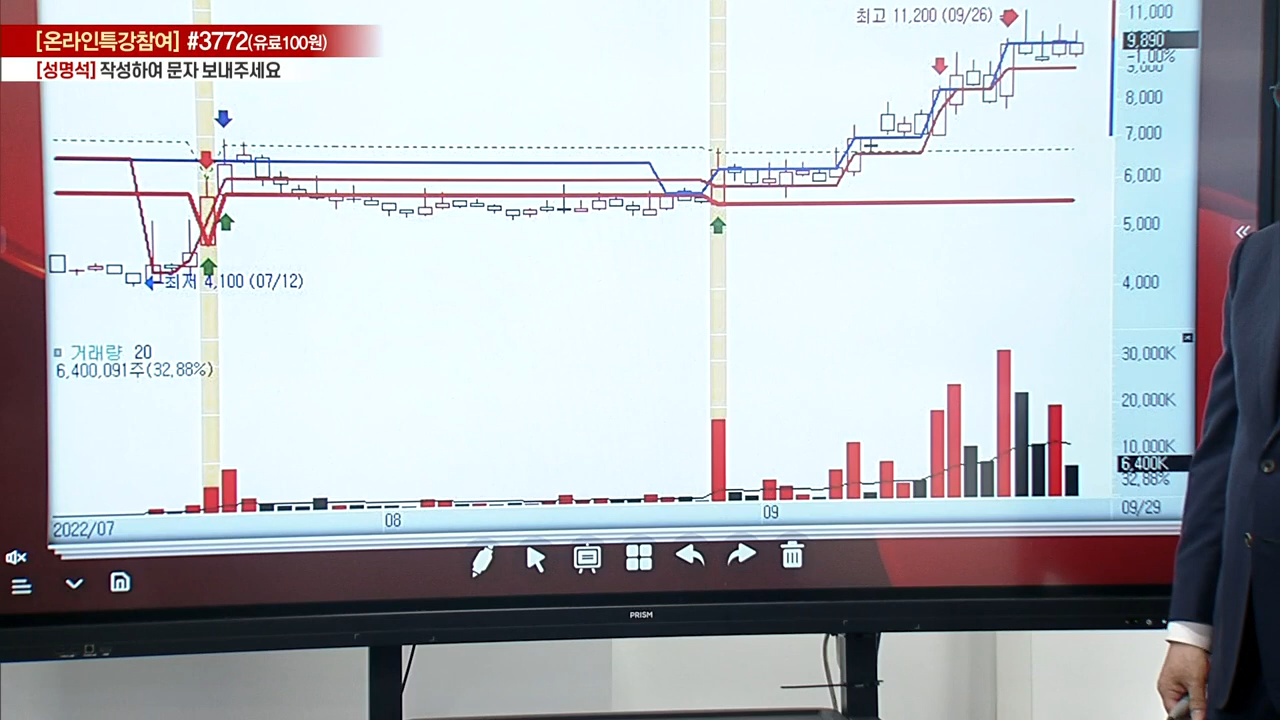 [온라인특강참여] #3772(유료100원)
[성명석] 작성하여 문자 보내주세요
최고 11,200 (09/26)
11,000
9,890
-1,00%
9,000
8,000
7,000
6,000
5,000
4,000
최저 4,100 (07/12)
거래량 20
6,400,091주(32,88%)
30,000K
20,000K
10,000K
6,400K
32,88%
2022/07
08
09
09/29
PRISM